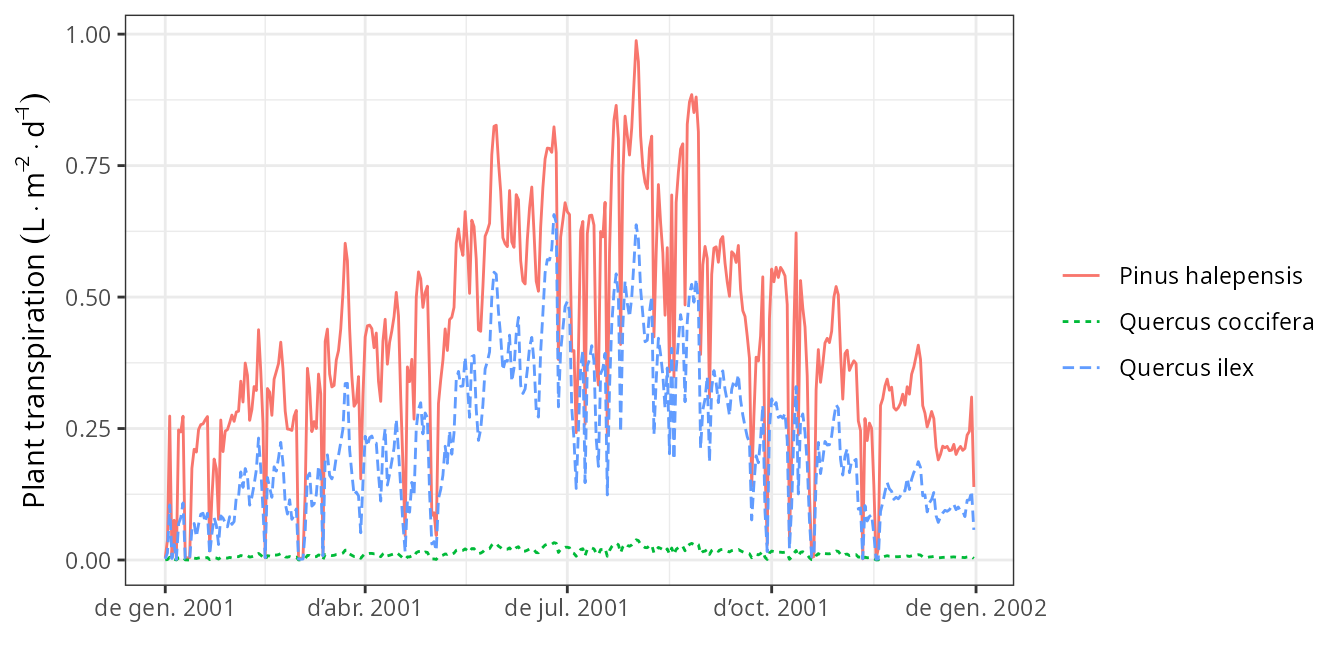 Plant transpiration (L · m⁻² · d⁻¹)
1.00
0.75
0.50
0.25
0.00
de gen. 2001 d’abr. 2001 de jul. 2001 d’oct. 2001 de gen. 2002
Pinus halepensis
Quercus coccifera
Quercus ilex